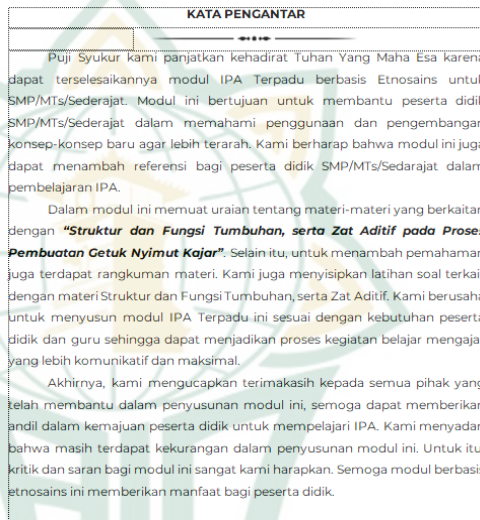 KATA PENGANTAR
Puji Syukur kami panjatkan kehadirat Tuhan Yang Maha Esa karena
dapat terselesaikannya modul IPA Terpadu berbasis Etnosains untuk
SMP/MTs/Sederajat. Modul ini bertujuan untuk membantu peserta didik
SMP/MTs/Sederajat dalam memahami penggunaan dan pengembangan
konsep-konsep baru agar lebih terarah. Kami berharap bahwa modul ini juga
dapat menambah referensi bagi peserta didik SMP/MTs/Sedarajat dalam
pembelajaran IPA.
Dalam modul ini memuat uraian tentang materi-materi yang berkaitan
dengan “Struktur dan Fungsi Tumbuhan, serta Zat Aditif pada Proses
Pembuatan Getuk Nyimut Kajar”. Selain itu, untuk menambah pemahaman
juga terdapat rangkuman materi. Kami juga menyisipkan latihan soal terkait
dengan materi Struktur dan Fungsi Tumbuhan, serta Zat Aditif. Kami berusaha
untuk menyusun modul IPA Terpadu ini sesuai dengan kebutuhan peserta
didik dan guru sehingga dapat menjadikan proses kegiatan belajar mengajar
yang lebih komunikatif dan maksimal.
Akhirnya, kami mengucapkan terimakasih kepada semua pihak yang
telah membantu dalam penyusunan modul ini, semoga dapat memberikan
andil dalam kemajuan peserta didik untuk mempelajari IPA. Kami menyadari
bahwa masih terdapat kekurangan dalam penyusunan modul ini. Untuk itu
kritik dan saran bagi modul ini sangat kami harapkan. Semoga modul berbasis
etnosains ini memberikan manfaat bagi peserta didik.